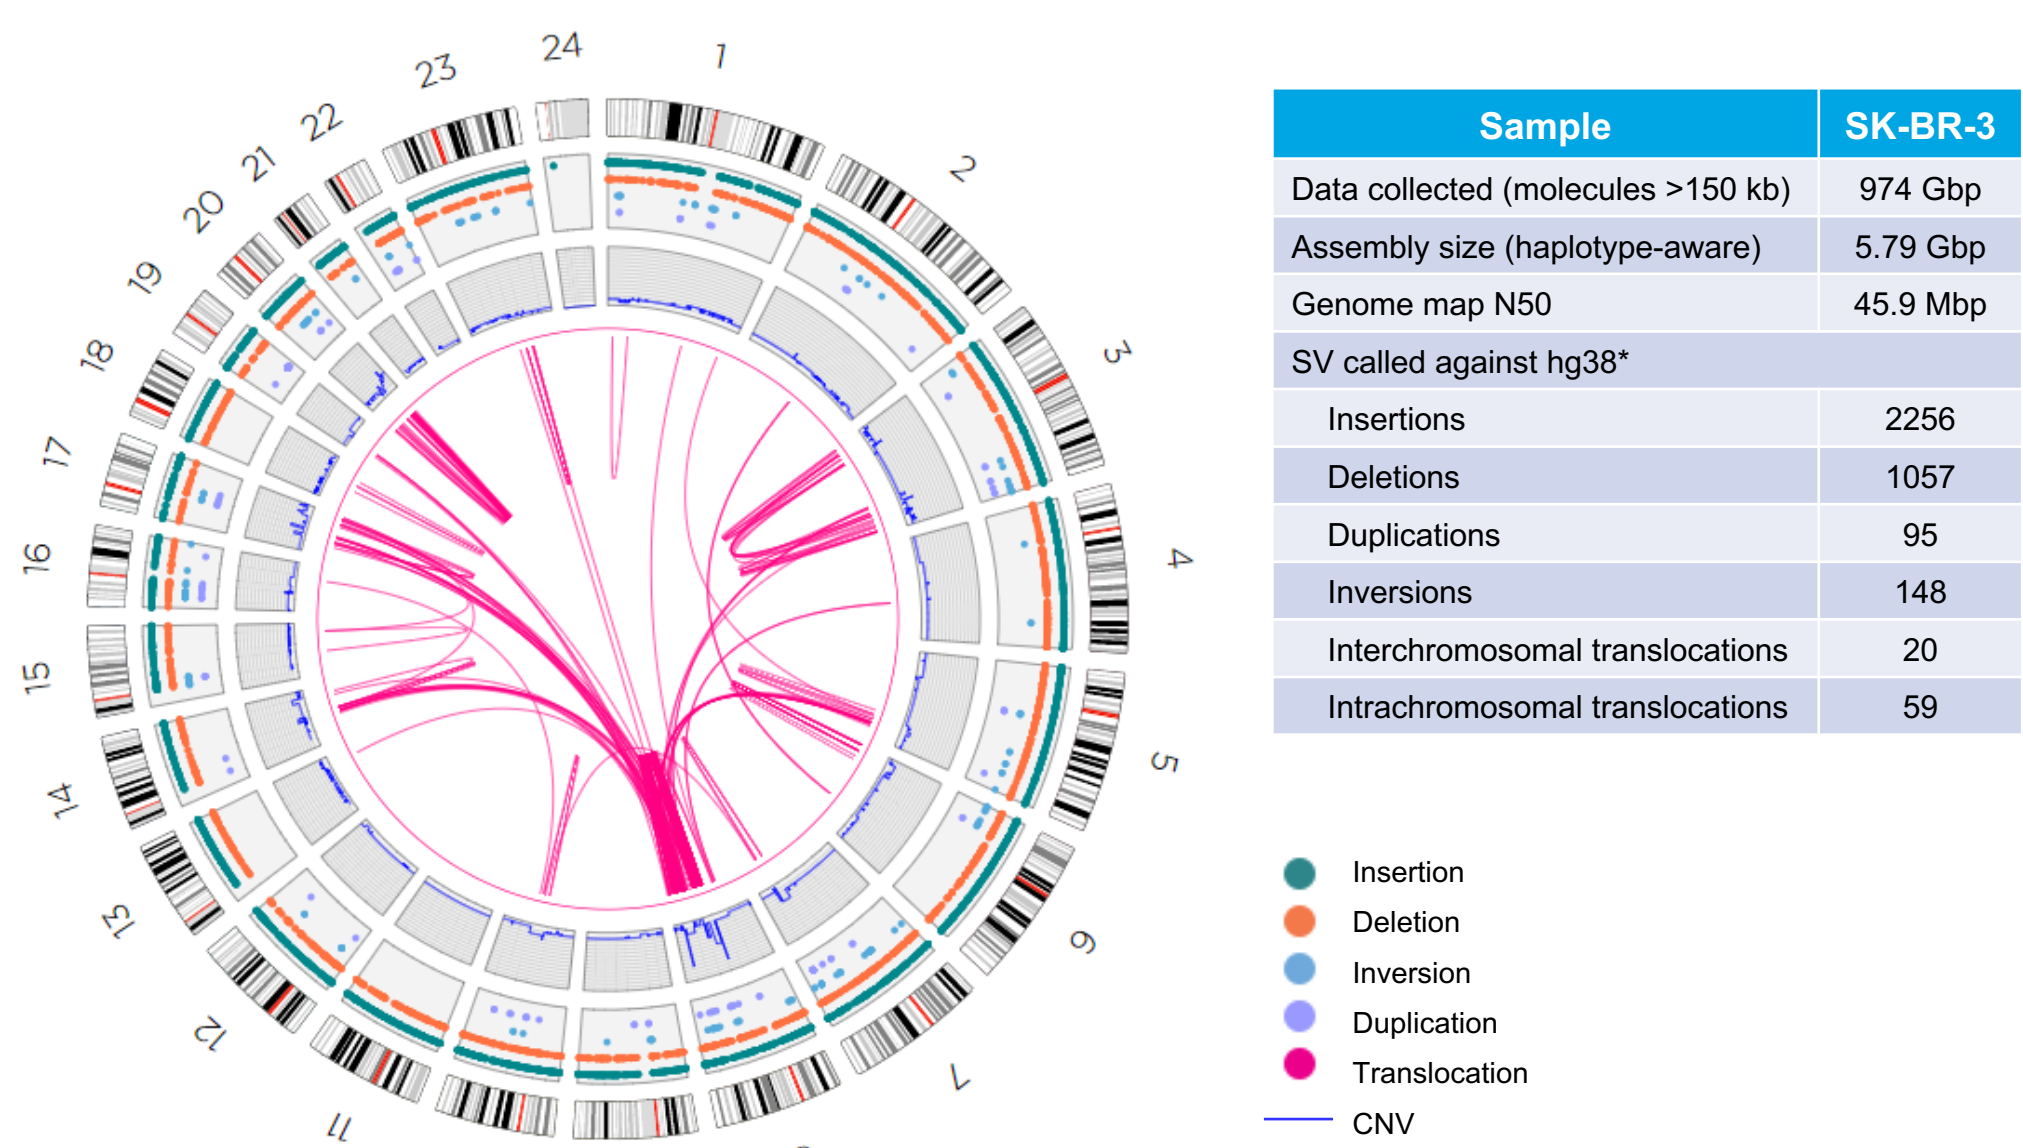 24
1
23
2
22
21
20
3
19
18
4
17
16
5
15
14
6
13
7
12
11
Sample SK-BR-3
Data collected (molecules >150 kb) 974 Gbp
Assembly size (haplotype-aware) 5.79 Gbp
Genome map N50 45.9 Mbp
SV called against hg38*
Insertions 2256
Deletions 1057
Duplications 95
Inversions 148
Interchromosomal translocations 20
Intrachromosomal translocations 59
Insertion
Deletion
Inversion
Duplication
Translocation
CNV